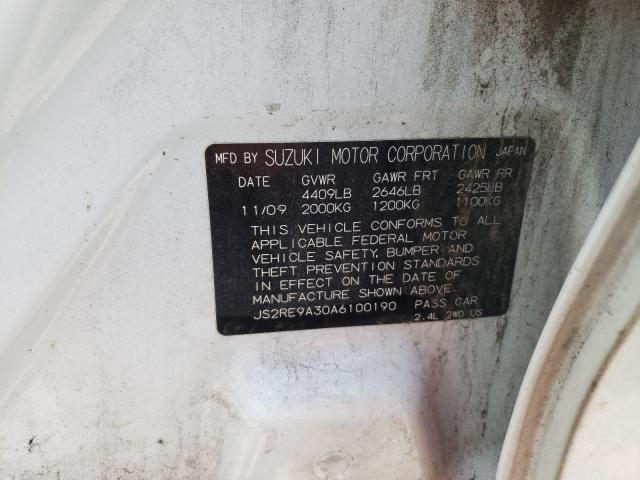 MFD BY SUZUKI MOTOR CORPORATION JAPAN
DATE GVWR GAWR FRT GAWR RR
4409LB 2646LB 2425LB
11/09 2000KG 1200KG 1100KG
THIS VEHICLE CONFORMS TO ALL
APPLICABLE FEDERAL MOTOR
VEHICLE SAFETY, BUMPER AND
THEFT PREVENTION STANDARDS
IN EFFECT ON THE DATE OF
MANUFACTURE SHOWN ABOVE.
JS2RE9A30A6100190 PASS CAR
2.4L 2WD US